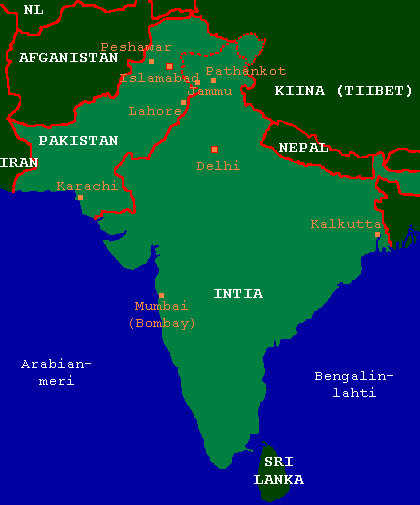 NL
Peshawar
AFGANISTAN
Islamabad
Pathankot
Jammu
KIINA (TIIBET)
Lahore
PAKISTAN
NEPAL
IRAN
Delhi
Karachi
Kalkutta
INTIA
Mumbai
(Bombay)
Arabian-
meri
Bengalin-
lahti
SRI
LANKA